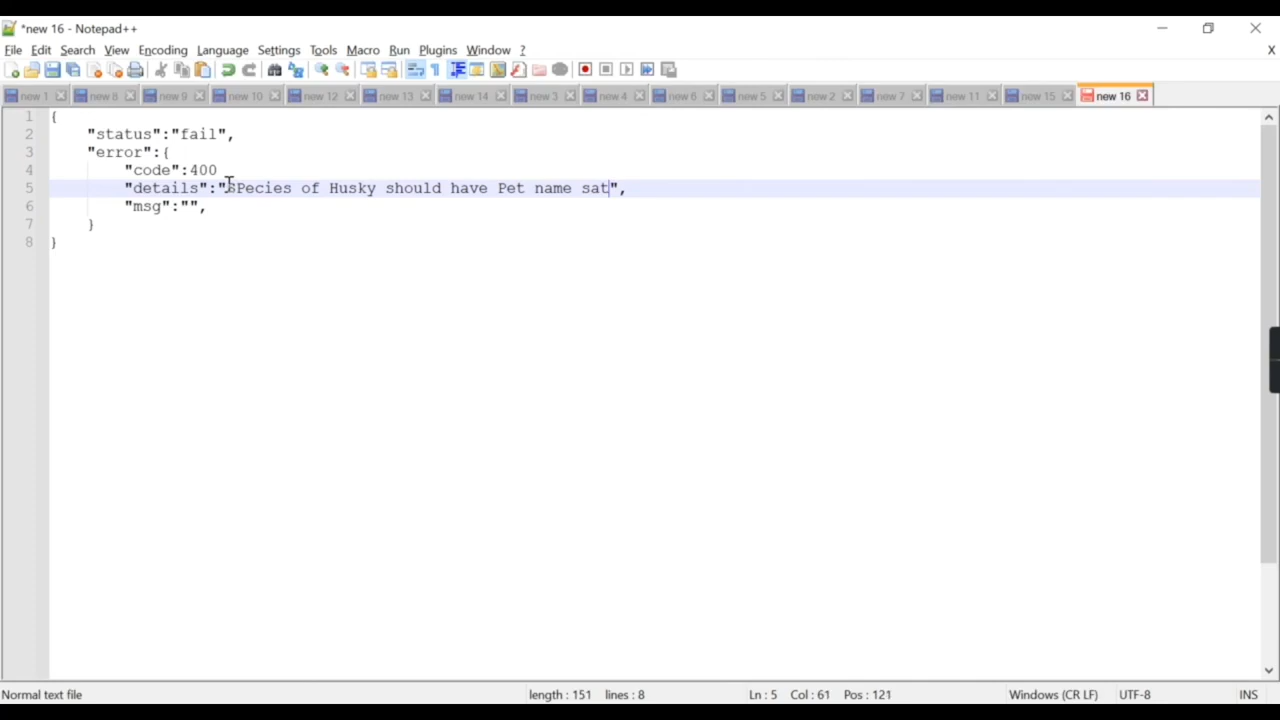 *new 16 - Notepad++
File Edit Search View Encoding Language Settings Tools Macro Run Plugins Window ? X
new 1 new 8 new 9 new 10 new 12 new 13 new 14 new 3 new 4 new 6 new 5 new 2 new 7 new 11 new 15 new 16
1 {
2 "status":"fail",
3 "error":{
4 "code":400
5 "details":"sPecies of Husky should have Pet name sat",
6 "msg":"",
7 }
8 }
Normal text file length : 151 lines : 8 Ln : 5 Col : 61 Pos : 121 Windows (CR LF) UTF-8 INS